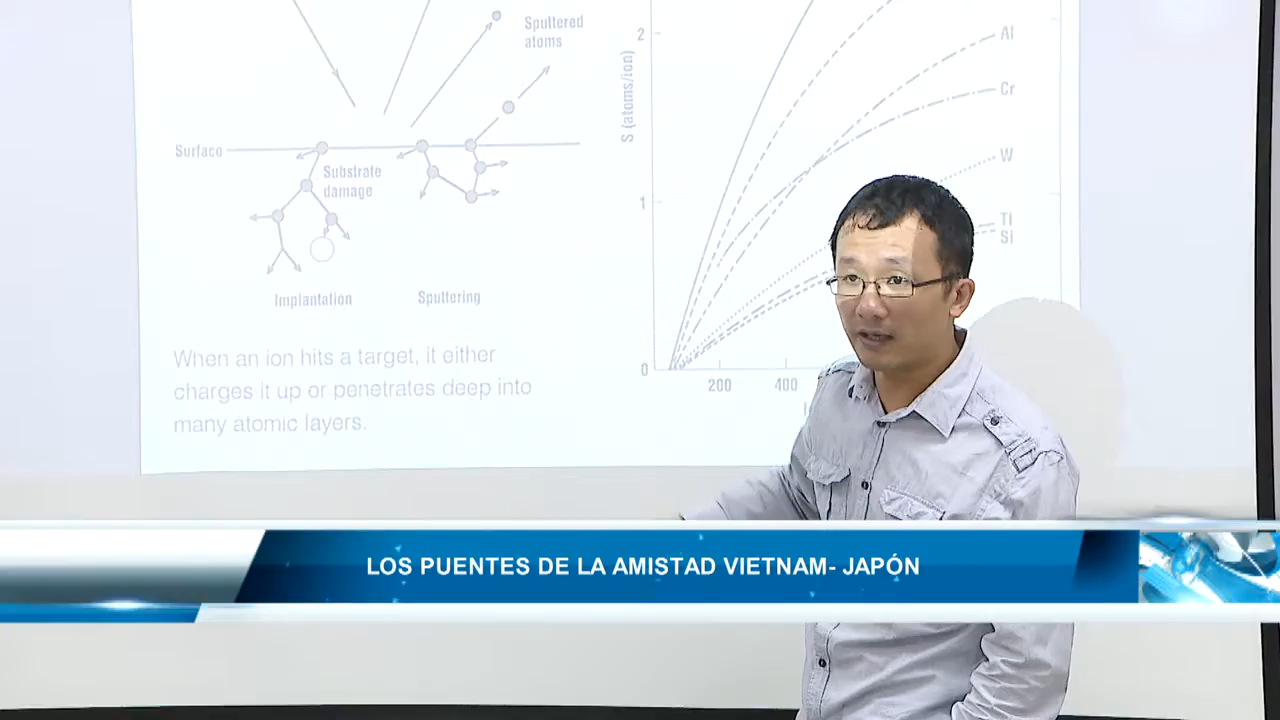 Sputtered
atoms
Surface
Substrate
damage
Implantation
Sputtering
When an ion hits a target, it either
charges it up or penetrates deep into
many atomic layers.
S (atoms/ion)
2
1
0
200
400
Al
Cr
W
Ti
Si
LOS PUENTES DE LA AMISTAD VIETNAM- JAPÓN